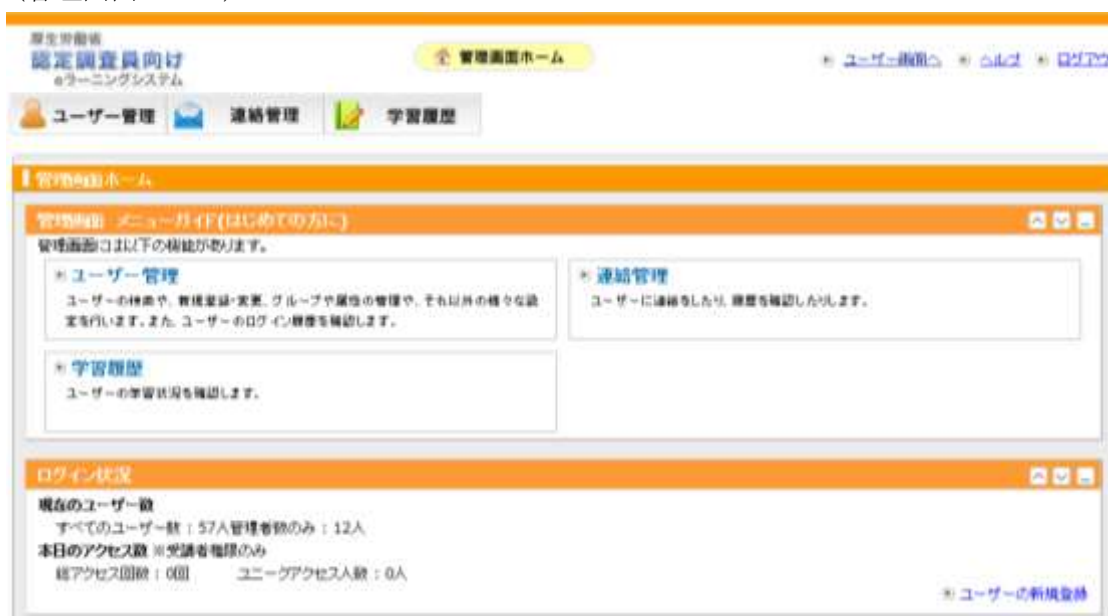 厚生労働省
認定調査員向け
eラーニングシステム
管理画面ホーム
ユーザー画面へ ヘルプ ログアウ
ユーザー管理 連絡管理 学習履歴
管理画面ホーム
管理画面 メニューガイド(はじめての方に)
管理画面には以下の機能があります。
ユーザー管理
ユーザーの検索や、新規登録・変更、グループや属性の管理や、それ以外の様々な設
定を行います。また、ユーザーのログイン履歴を確認します。
連絡管理
ユーザーに連絡をしたり、履歴を確認したりします。
学習履歴
ユーザーの学習状況を確認します。
ログイン状況
現在のユーザー数
すべてのユーザー数：57人管理者数のみ：12人
本日のアクセス数 ※受講者権限のみ
総アクセス回数：0回 ユニークアクセス人数：0人
ユーザーの新規登録